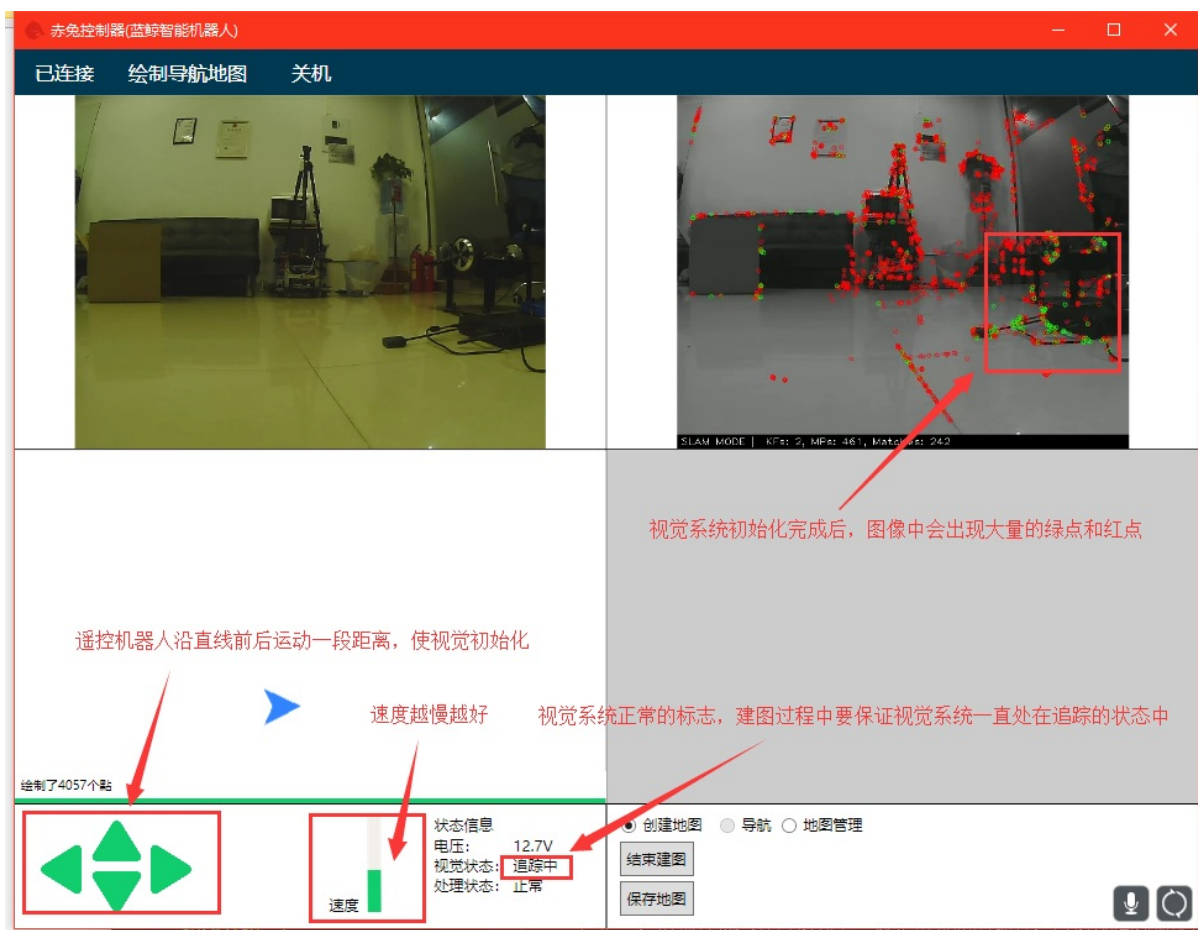 赤兔控制器(蓝鲸智能机器人)
已连接 绘制导航地图 关机
SLAM MODE | KFs: 2, MPs: 461, Matches: 242
视觉系统初始化完成后，图像中会出现大量的绿点和红点
遥控机器人沿直线前后运动一段距离，使视觉初始化
速度越慢越好
视觉系统正常的标志，建图过程中要保证视觉系统一直处在追踪的状态中
绘制了4057个點
速度
状态信息
电压: 12.7V
视觉状态: 追踪中
处理状态: 正常
创建地图 导航 地图管理
结束建图
保存地图